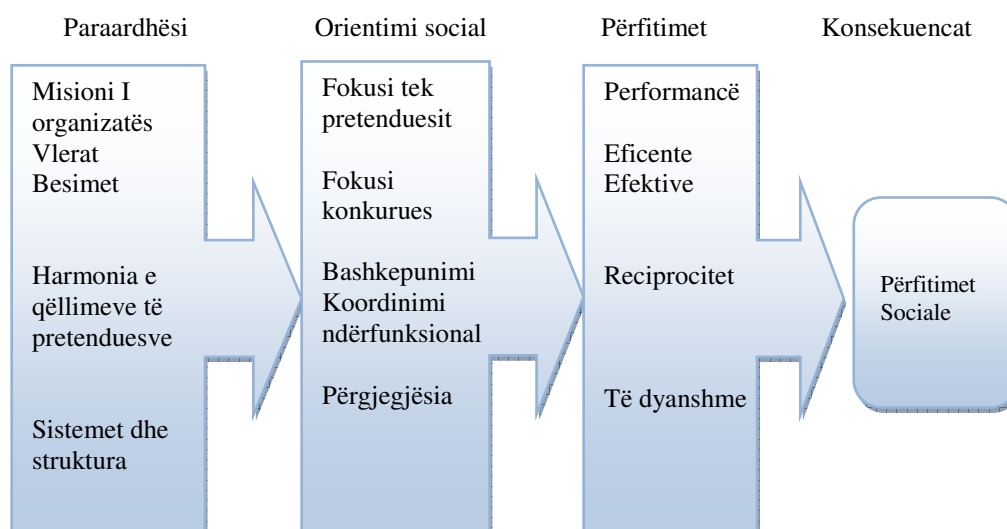 Paraardhësi
Orientimi social
Përfitimet
Konsekuencat
Misioni I
organizatës
Vlerat
Besimet
Harmonia e
qëllimeve të
pretenduesve
Sistemet dhe
struktura
Fokusi tek
pretenduesit
Fokusi
konkurues
Bashkepunimi
Koordinimi
ndërfunksional
Përgjegjësia
Performancë
Eficente
Efektive
Reciprocitet
Të dyanshme
Përfitimet
Sociale